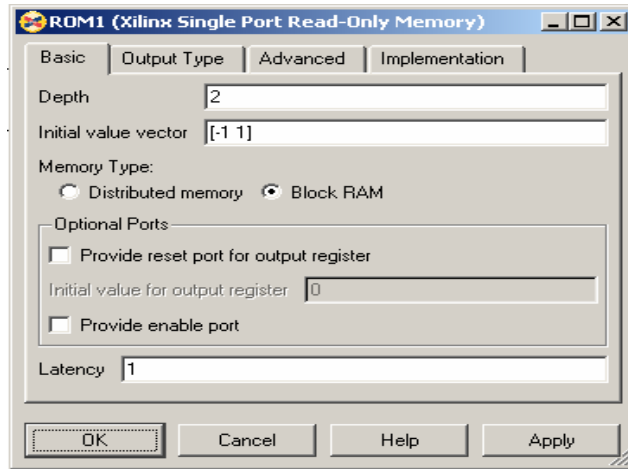 ROM1 (Xilinx Single Port Read-Only Memory)
Basic Output Type Advanced Implementation
Depth 2
Initial value vector [-1 1]
Memory Type:
Distributed memory Block RAM
Optional Ports
Provide reset port for output register
Initial value for output register 0
Provide enable port
Latency 1
OK Cancel Help Apply